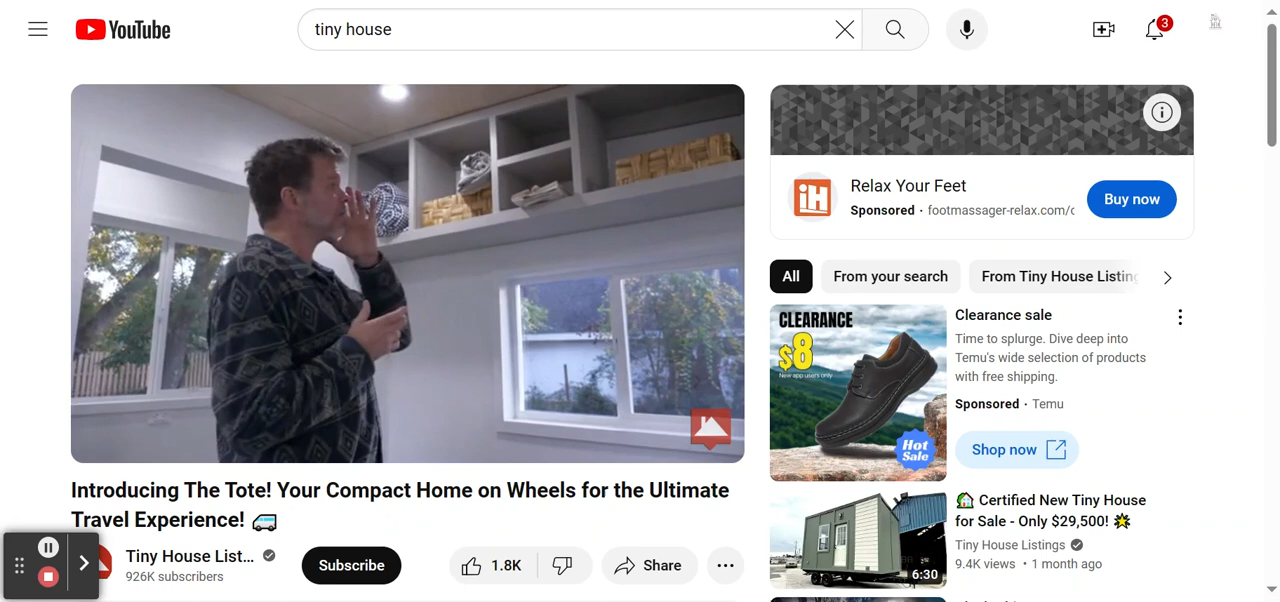 YouTube
tiny house
3
Relax Your Feet
Sponsored · footmassager-relax.com/c
Buy now
iH
All
From your search
From Tiny House Listing
CLEARANCE
$8
New app users only
Hot
Sale
Clearance sale
Time to splurge. Dive deep into
Temu's wide selection of products
with free shipping.
Sponsored · Temu
Shop now
Introducing The Tote! Your Compact Home on Wheels for the Ultimate
Travel Experience! 🚐
Tiny House List...
926K subscribers
Subscribe
1.8K
Share
6:30
🏠 Certified New Tiny House
for Sale - Only $29,500! 🌟
Tiny House Listings
9.4K views · 1 month ago